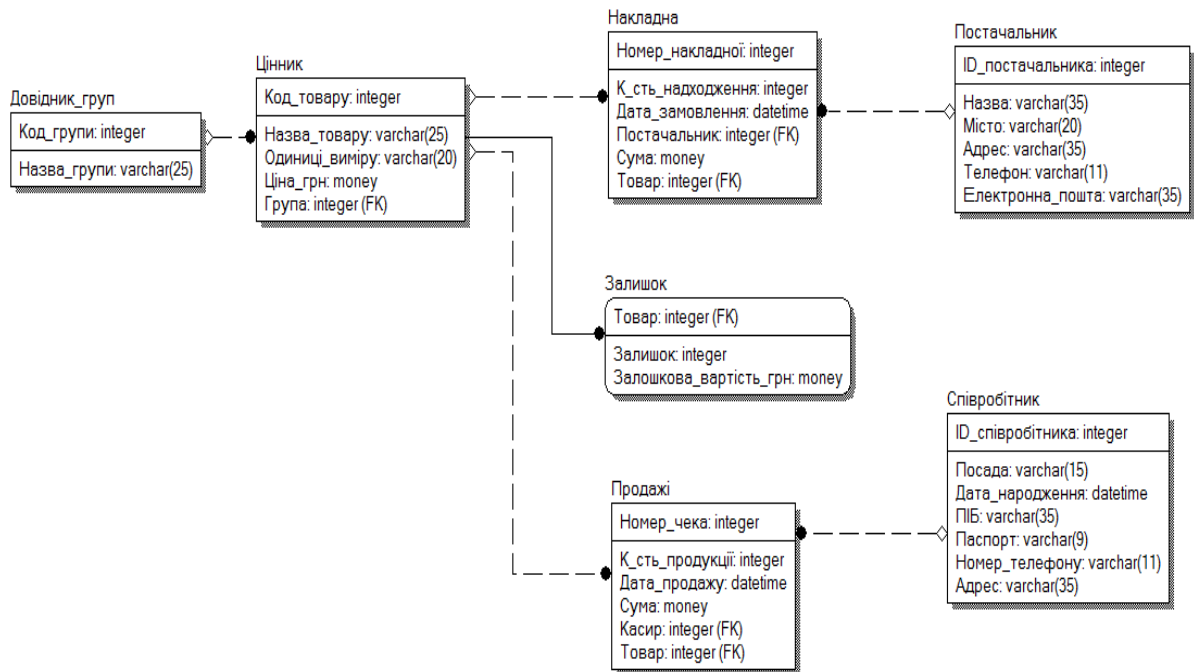 Довідник_груп
Код_групи: integer
Назва_групи: varchar(25)
Цінник
Код_товару: integer
Назва_товару: varchar(25)
Одиниці_виміру: varchar(20)
Ціна_грн: money
Група: integer (FK)
Накладна
Номер_накладної: integer
К_сть_надходження: integer
Дата_замовлення: datetime
Постачальник: integer (FK)
Сума: money
Товар: integer (FK)
Постачальник
ID_постачальника: integer
Назва: varchar(35)
Місто: varchar(20)
Адрес: varchar(35)
Телефон: varchar(11)
Електронна_пошта: varchar(35)
Залишок
Товар: integer (FK)
Залишок: integer
Залошкова_вартість_грн: money
Продажі
Номер_чека: integer
К_сть_продукції: integer
Дата_продажу: datetime
Сума: money
Касир: integer (FK)
Товар: integer (FK)
Співробітник
ID_співробітника: integer
Посада: varchar(15)
Дата_народження: datetime
ПІБ: varchar(35)
Паспорт: varchar(9)
Номер_телефону: varchar(11)
Адрес: varchar(35)